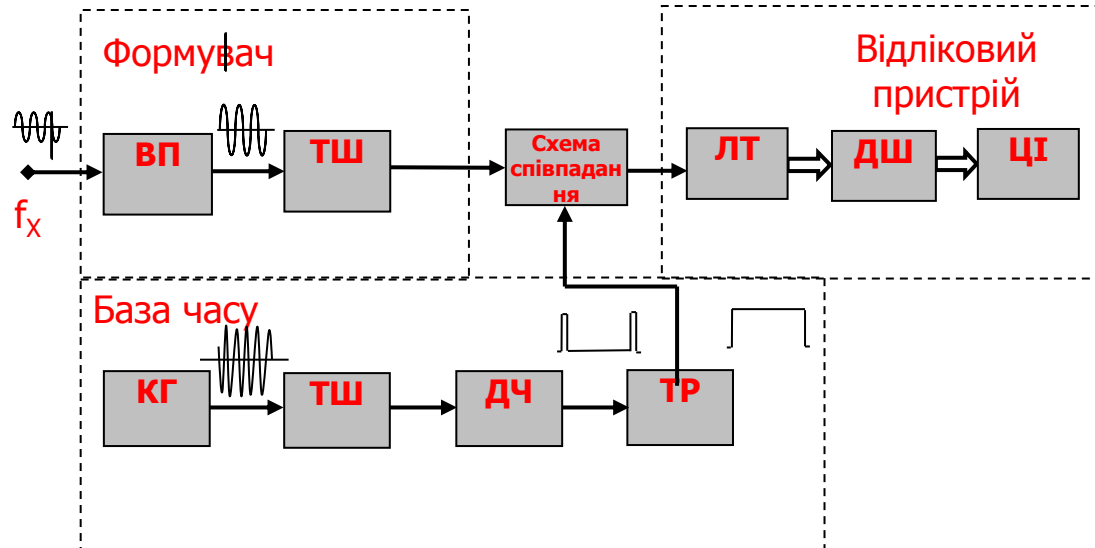 Формувач
Відліковий
пристрій
ВП
ТШ
Схема
співпадан
ня
ЛТ
ДШ
ЦІ
fX
База часу
КГ
ТШ
ДЧ
ТР